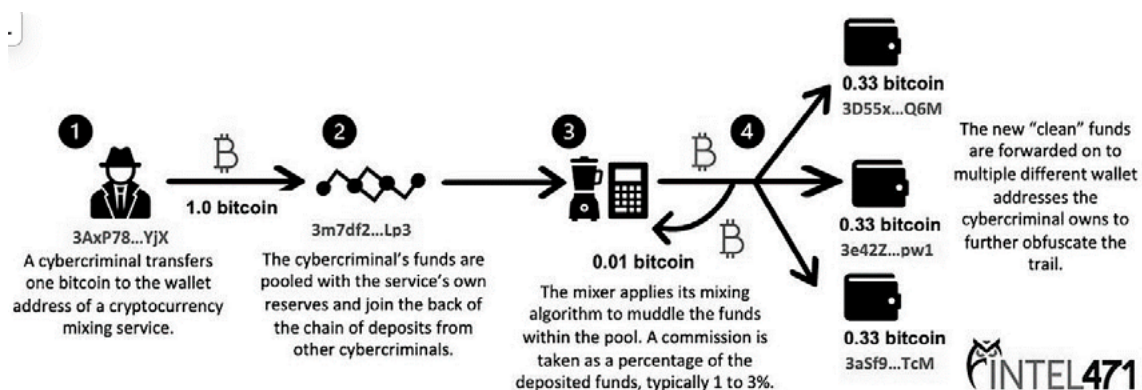 1
1.0 bitcoin
3AxP78...YjX
A cybercriminal transfers
one bitcoin to the wallet
address of a cryptocurrency
mixing service.
2
3m7df2...Lp3
The cybercriminal's funds are
pooled with the service's own
reserves and join the back of
the chain of deposits from
other cybercriminals.
3
0.01 bitcoin
The mixer applies its mixing
algorithm to muddle the funds
within the pool. A commission is
taken as a percentage of the
deposited funds, typically 1 to 3%.
4
0.33 bitcoin
3D55x...Q6M
0.33 bitcoin
3e42Z...pw1
0.33 bitcoin
3aSf9...TcM
The new “clean” funds
are forwarded on to
multiple different wallet
addresses the
cybercriminal owns to
further obfuscate the
trail.
INTEL471